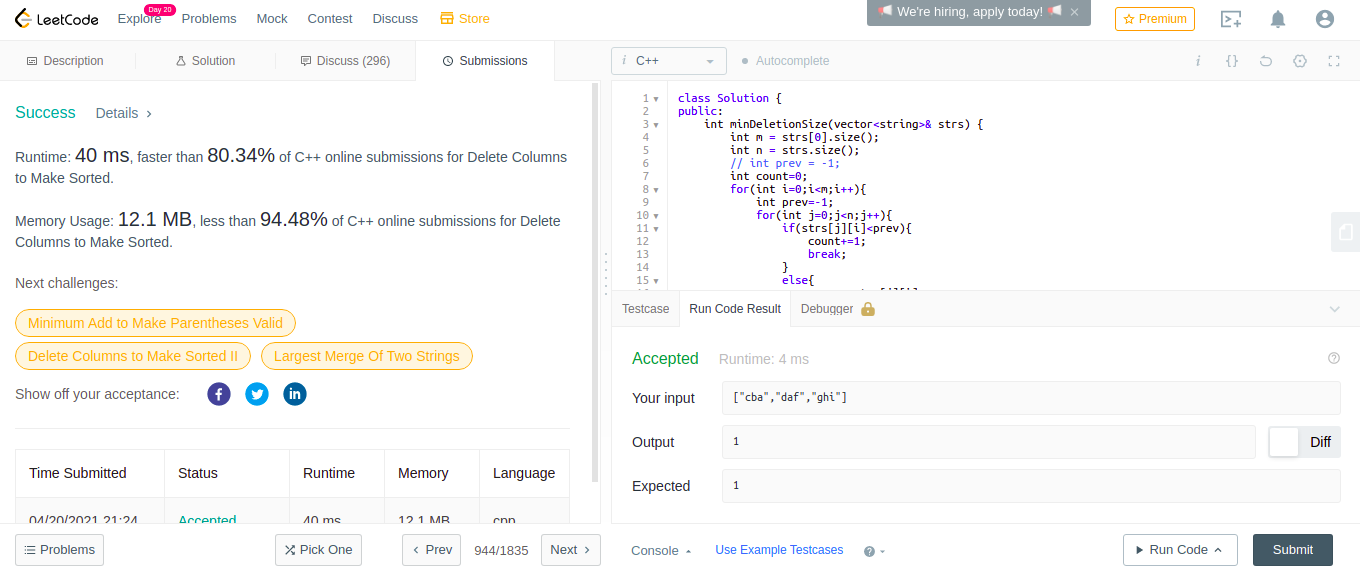 LeetCode Explore Day 20 Problems Mock Contest Discuss Store We're hiring, apply today! × Premium
Description Solution Discuss (296) Submissions
i C++ Autocomplete i {}
Success Details >
Runtime: 40 ms, faster than 80.34% of C++ online submissions for Delete Columns
to Make Sorted.
Memory Usage: 12.1 MB, less than 94.48% of C++ online submissions for Delete
Columns to Make Sorted.
Next challenges:
Minimum Add to Make Parentheses Valid
Delete Columns to Make Sorted II Largest Merge Of Two Strings
Show off your acceptance: f in
Time Submitted Status Runtime Memory Language
04/20/2021 21:24 Accepted 40 ms 12.1 MB cpp
1 class Solution {
2 public:
3 int minDeletionSize(vector<string>& strs) {
4 int m = strs[0].size();
5 int n = strs.size();
6 // int prev = -1;
7 int count=0;
8 for(int i=0;i<m;i++){
9 int prev=-1;
10 for(int j=0;j<n;j++){
11 if(strs[j][i]<prev){
12 count+=1;
13 break;
14 }
15 else{
Testcase Run Code Result Debugger
Accepted Runtime: 4 ms ?
Your input ["cba","daf","ghi"]
Output 1 Diff
Expected 1
Problems Pick One < Prev 944/1835 Next >
Console Use Example Testcases ? Run Code Submit